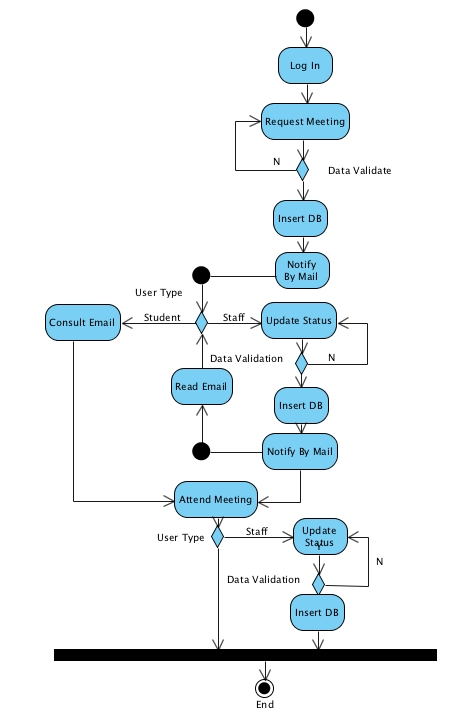 Log In
Request Meeting
N
Data Validate
Insert DB
Notify
By Mail
User Type
Consult Email
Student
Staff
Update Status
Data Validation
N
Read Email
Insert DB
Notify By Mail
Attend Meeting
User Type
Staff
Update
Status
N
Data Validation
Insert DB
End